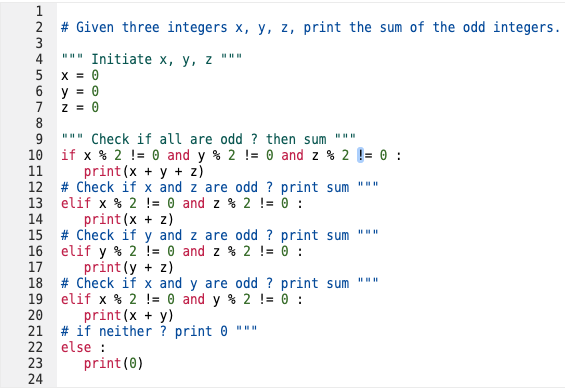 1
2 # Given three integers x, y, z, print the sum of the odd integers.
3
4 """ Initiate x, y, z """
5 x = 0
6 y = 0
7 z = 0
8
9 """ Check if all are odd ? then sum """
10 if x % 2 != 0 and y % 2 != 0 and z % 2 != 0 :
11    print(x + y + z)
12 # Check if x and z are odd ? print sum """
13 elif x % 2 != 0 and z % 2 != 0 :
14    print(x + z)
15 # Check if y and z are odd ? print sum """
16 elif y % 2 != 0 and z % 2 != 0 :
17    print(y + z)
18 # Check if x and y are odd ? print sum """
19 elif x % 2 != 0 and y % 2 != 0 :
20    print(x + y)
21 # if neither ? print 0 """
22 else :
23    print(0)
24